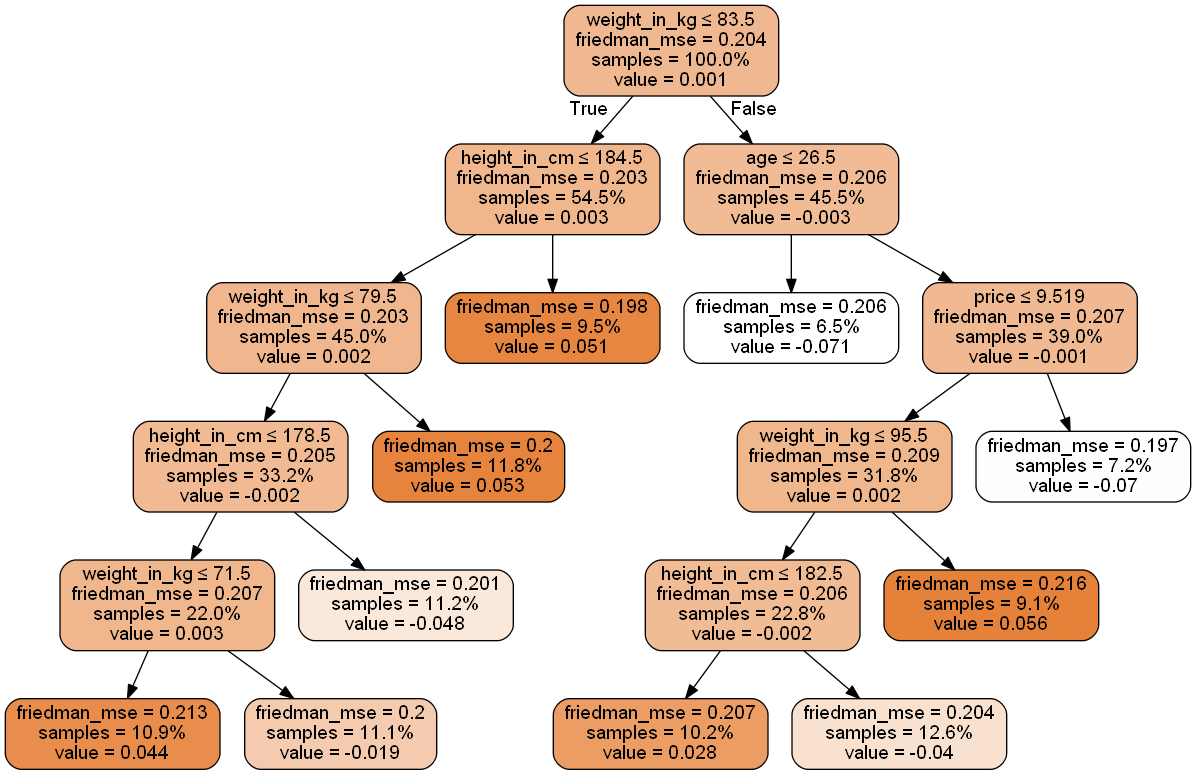 weight_in_kg ≤ 83.5
friedman_mse = 0.204
samples = 100.0%
value = 0.001
True
False
height_in_cm ≤ 184.5
friedman_mse = 0.203
samples = 54.5%
value = 0.003
age ≤ 26.5
friedman_mse = 0.206
samples = 45.5%
value = -0.003
weight_in_kg ≤ 79.5
friedman_mse = 0.203
samples = 45.0%
value = 0.002
friedman_mse = 0.198
samples = 9.5%
value = 0.051
friedman_mse = 0.206
samples = 6.5%
value = -0.071
price ≤ 9.519
friedman_mse = 0.207
samples = 39.0%
value = -0.001
height_in_cm ≤ 178.5
friedman_mse = 0.205
samples = 33.2%
value = -0.002
friedman_mse = 0.2
samples = 11.8%
value = 0.053
weight_in_kg ≤ 95.5
friedman_mse = 0.209
samples = 31.8%
value = 0.002
friedman_mse = 0.197
samples = 7.2%
value = -0.07
weight_in_kg ≤ 71.5
friedman_mse = 0.207
samples = 22.0%
value = 0.003
friedman_mse = 0.201
samples = 11.2%
value = -0.048
height_in_cm ≤ 182.5
friedman_mse = 0.206
samples = 22.8%
value = -0.002
friedman_mse = 0.216
samples = 9.1%
value = 0.056
friedman_mse = 0.213
samples = 10.9%
value = 0.044
friedman_mse = 0.2
samples = 11.1%
value = -0.019
friedman_mse = 0.207
samples = 10.2%
value = 0.028
friedman_mse = 0.204
samples = 12.6%
value = -0.04